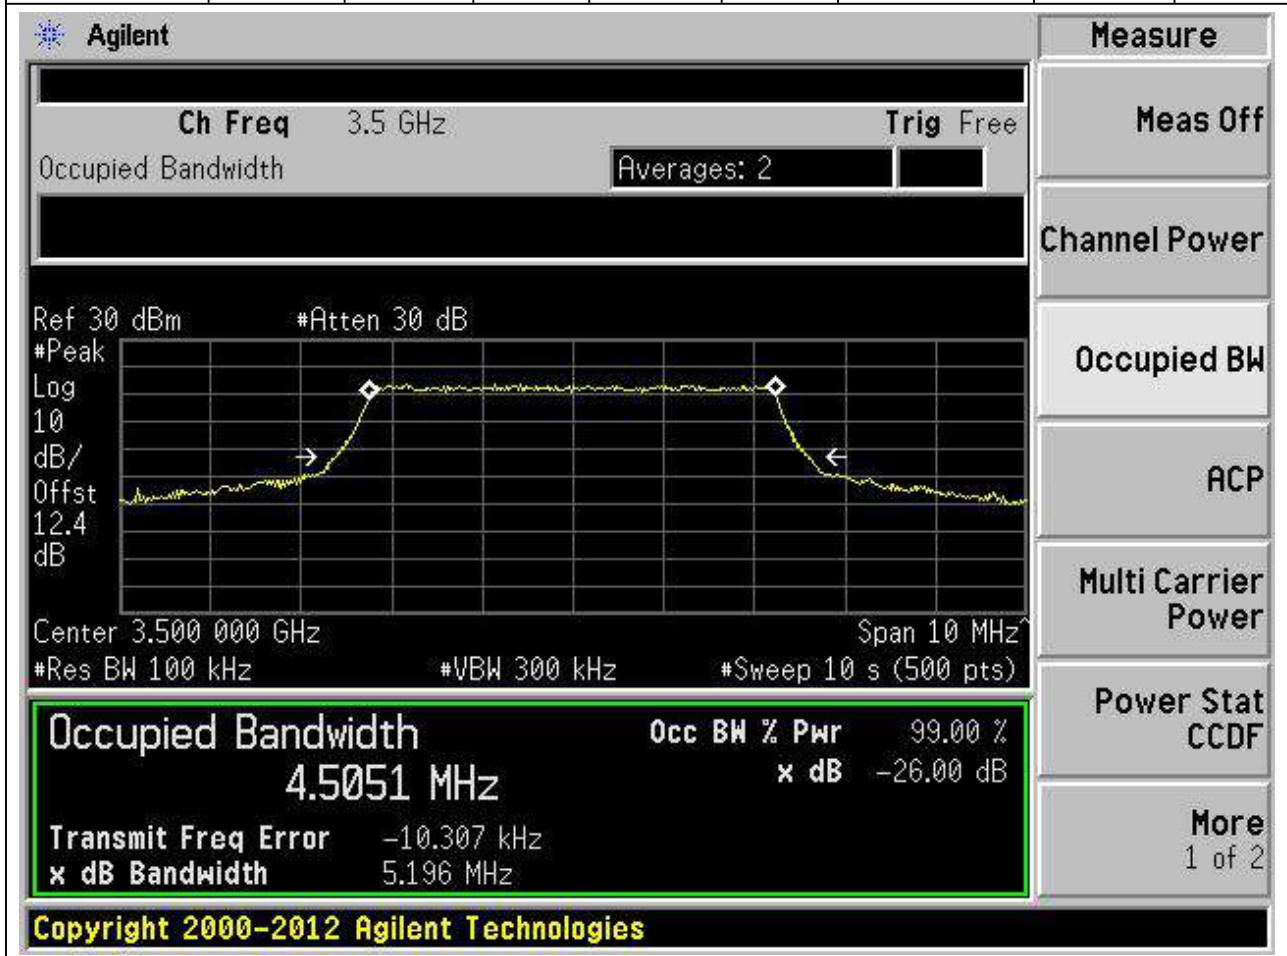 Agilent
Measure
Ch Freq 3.5 GHz Trig Free
Occupied Bandwidth Averages: 2
Meas Off
Channel Power
Occupied BW
ACP
Multi Carrier
Power
Power Stat
CCDF
More
1 of 2
Ref 30 dBm #Atten 30 dB
#Peak
Log
10
dB/
Offst
12.4
dB
Center 3.500 000 GHz Span 10 MHz^
#Res BW 100 kHz #VBW 300 kHz #Sweep 10 s (500 pts)
Occupied Bandwidth Occ BW % Pwr 99.00 %
4.5051 MHz x dB -26.00 dB
Transmit Freq Error -10.307 kHz
x dB Bandwidth 5.196 MHz
Copyright 2000-2012 Agilent Technologies